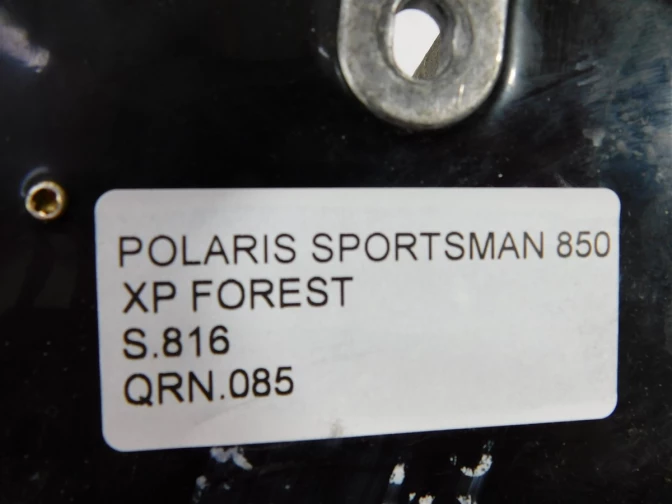 POLARIS SPORTSMAN 850
XP FOREST
S.816
QRN.085